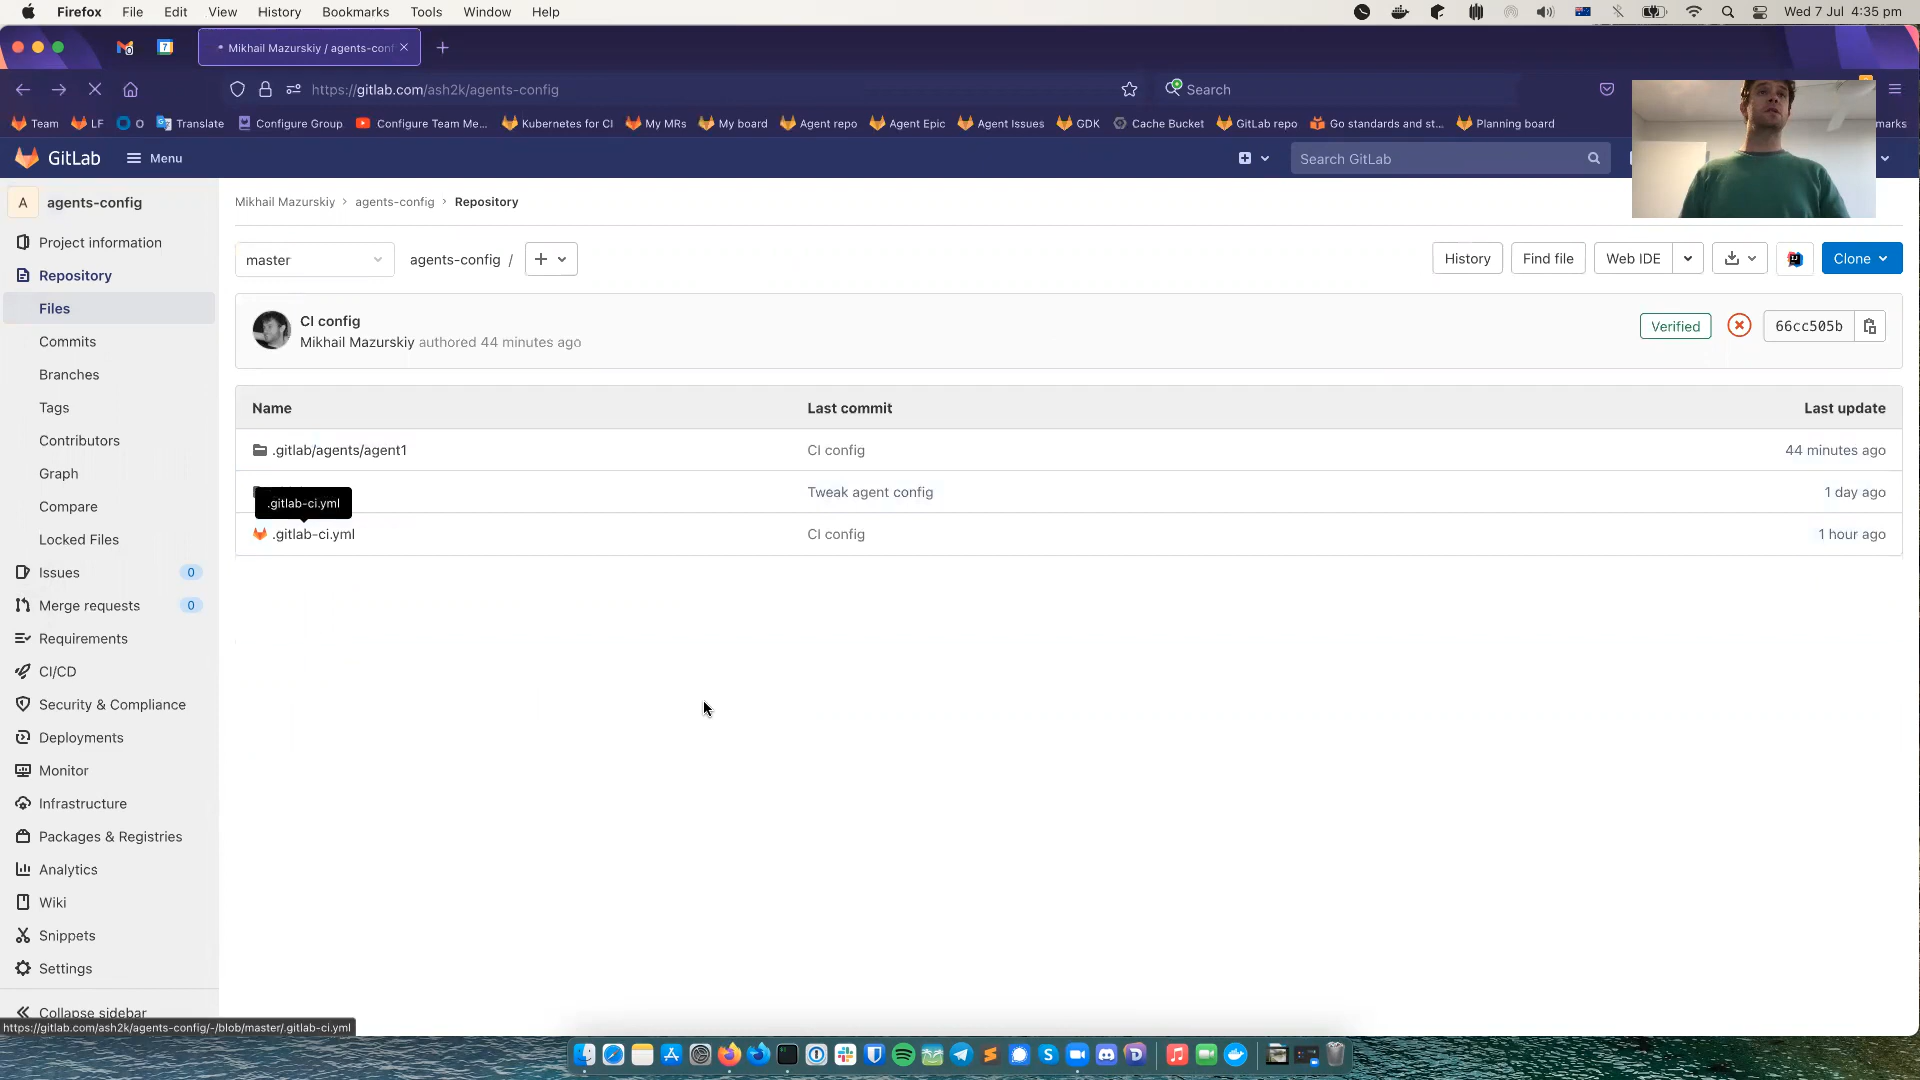 Firefox File Edit View History Bookmarks Tools Window Help Wed 7 Jul 4:35 pm
7 Mikhail Mazurskiy / agents-conf
https://gitlab.com/ash2k/agents-config Search
Team LF O Translate Configure Group Configure Team Me... Kubernetes for CI My MRs My board Agent repo Agent Epic Agent Issues GDK Cache Bucket GitLab repo Go standards and st... Planning board marks
GitLab Menu Search GitLab
A agents-config
Project information
Repository
Files
Commits
Branches
Tags
Contributors
Graph
Compare
Locked Files
Issues 0
Merge requests 0
Requirements
CI/CD
Security & Compliance
Deployments
Monitor
Infrastructure
Packages & Registries
Analytics
Wiki
Snippets
Settings
Collapse sidebar
Mikhail Mazurskiy › agents-config › Repository
master agents-config / + History Find file Web IDE Clone
CI config
Mikhail Mazurskiy authored 44 minutes ago Verified 66cc505b
Name Last commit Last update
.gitlab/agents/agent1 CI config 44 minutes ago
Tweak agent config 1 day ago
.gitlab-ci.yml
.gitlab-ci.yml CI config 1 hour ago
https://gitlab.com/ash2k/agents-config/-/blob/master/.gitlab-ci.yml